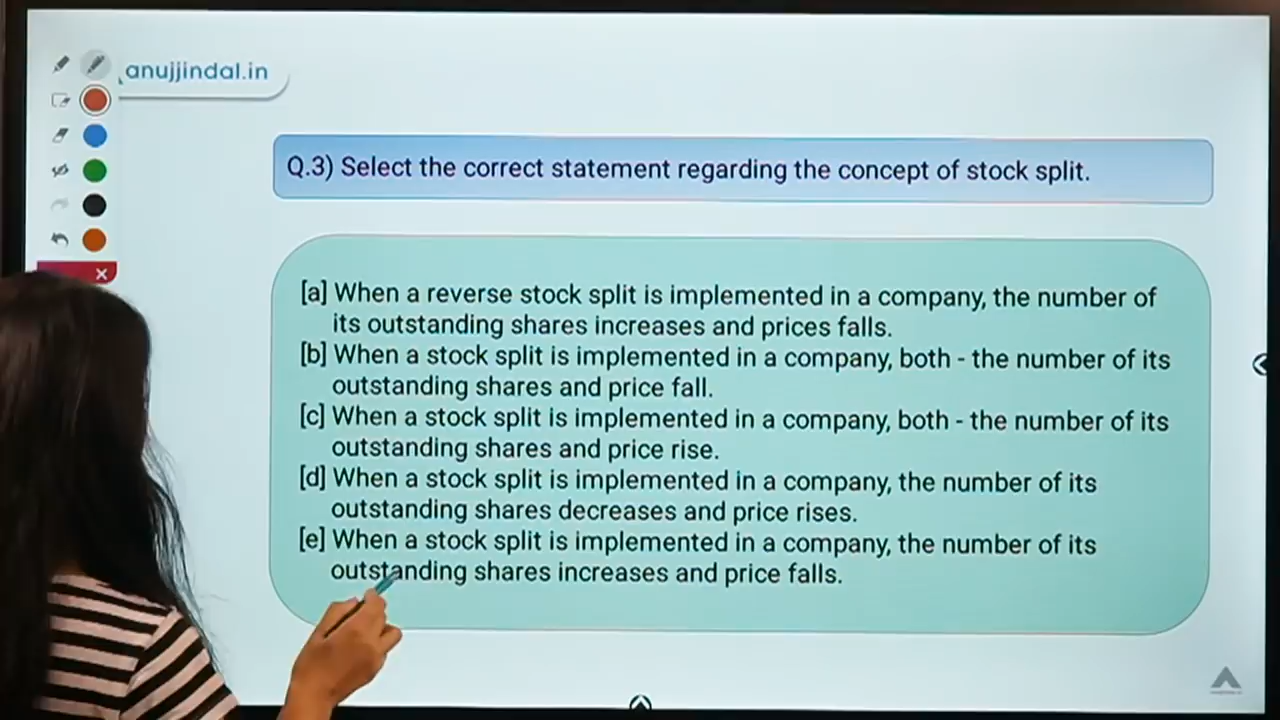 anujjindal.in
Q.3) Select the correct statement regarding the concept of stock split.
[a] When a reverse stock split is implemented in a company, the number of
its outstanding shares increases and prices falls.
[b] When a stock split is implemented in a company, both - the number of its
outstanding shares and price fall.
[c] When a stock split is implemented in a company, both - the number of its
outstanding shares and price rise.
[d] When a stock split is implemented in a company, the number of its
outstanding shares decreases and price rises.
[e] When a stock split is implemented in a company, the number of its
outstanding shares increases and price falls.